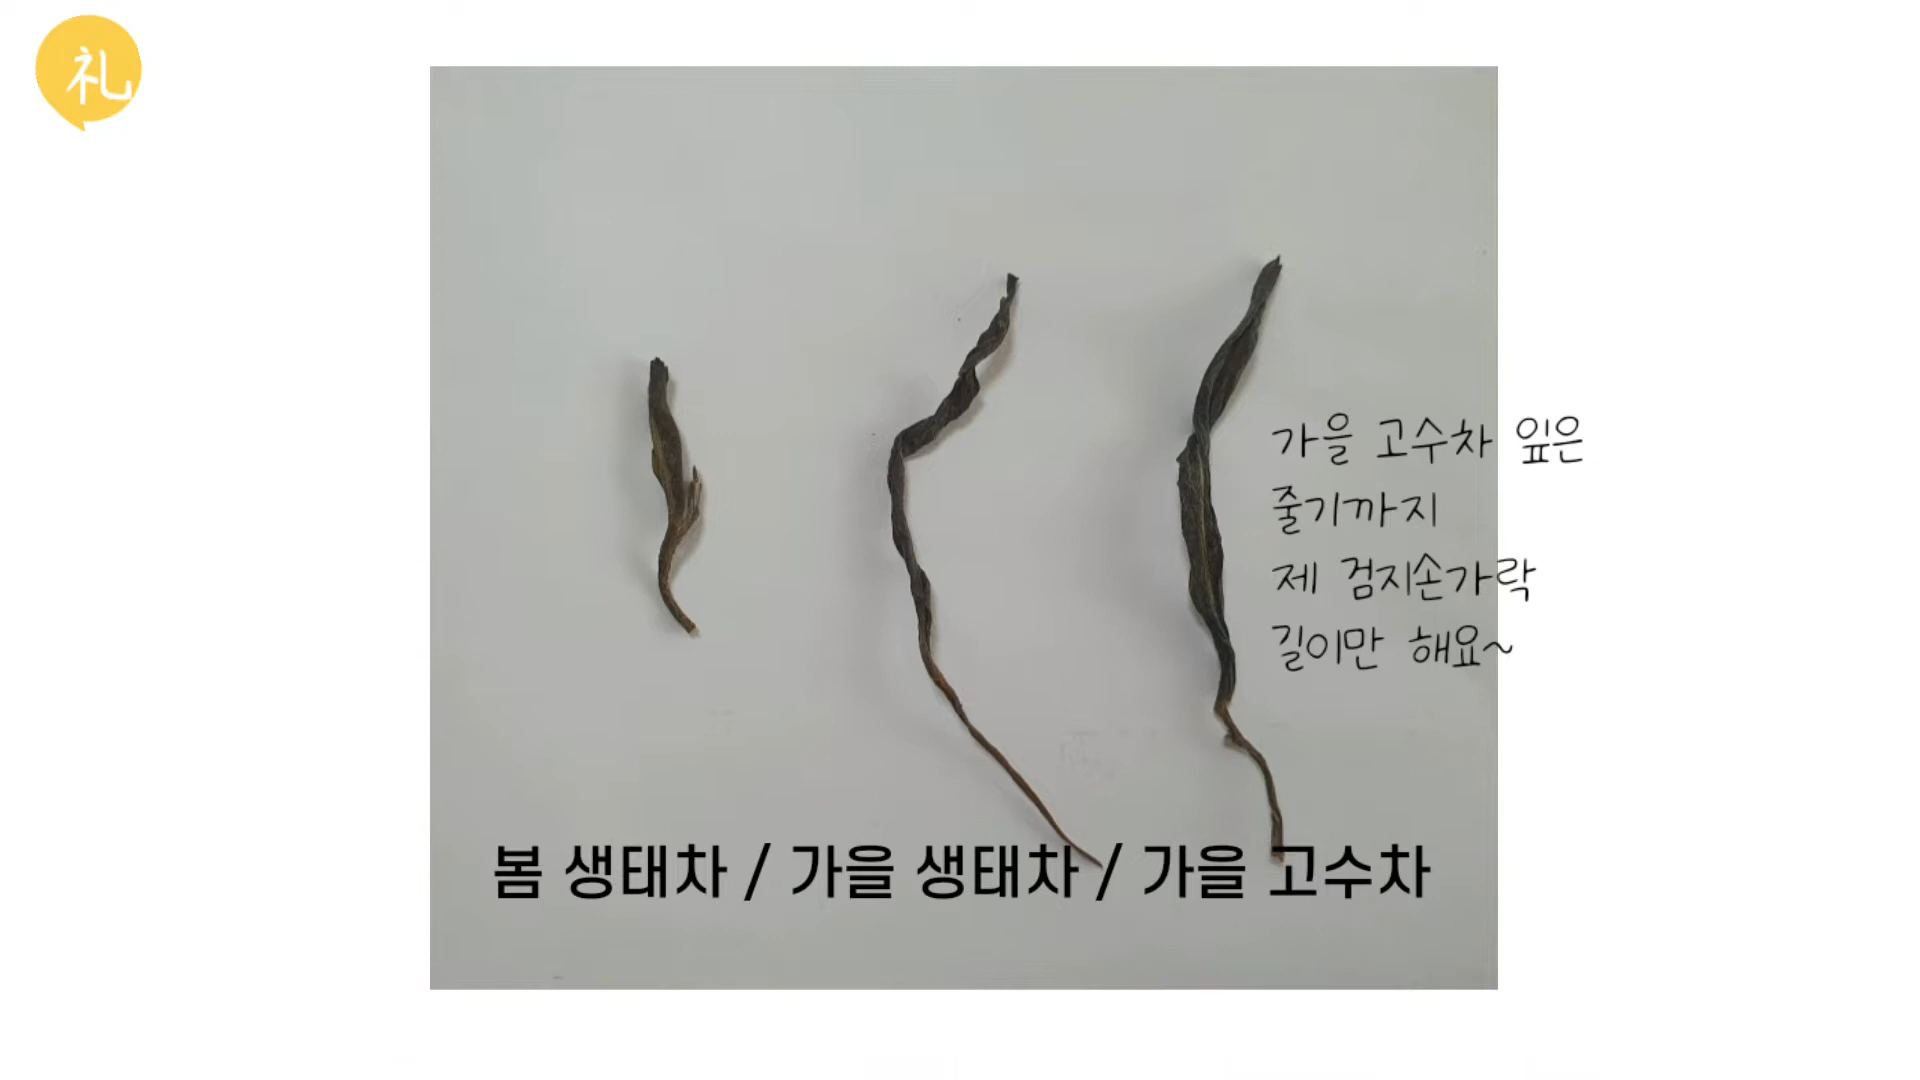 礼
가을 고수차 잎은
줄기까지
제 검지손가락
길이만 해요~
봄 생태차 / 가을 생태차 / 가을 고수차